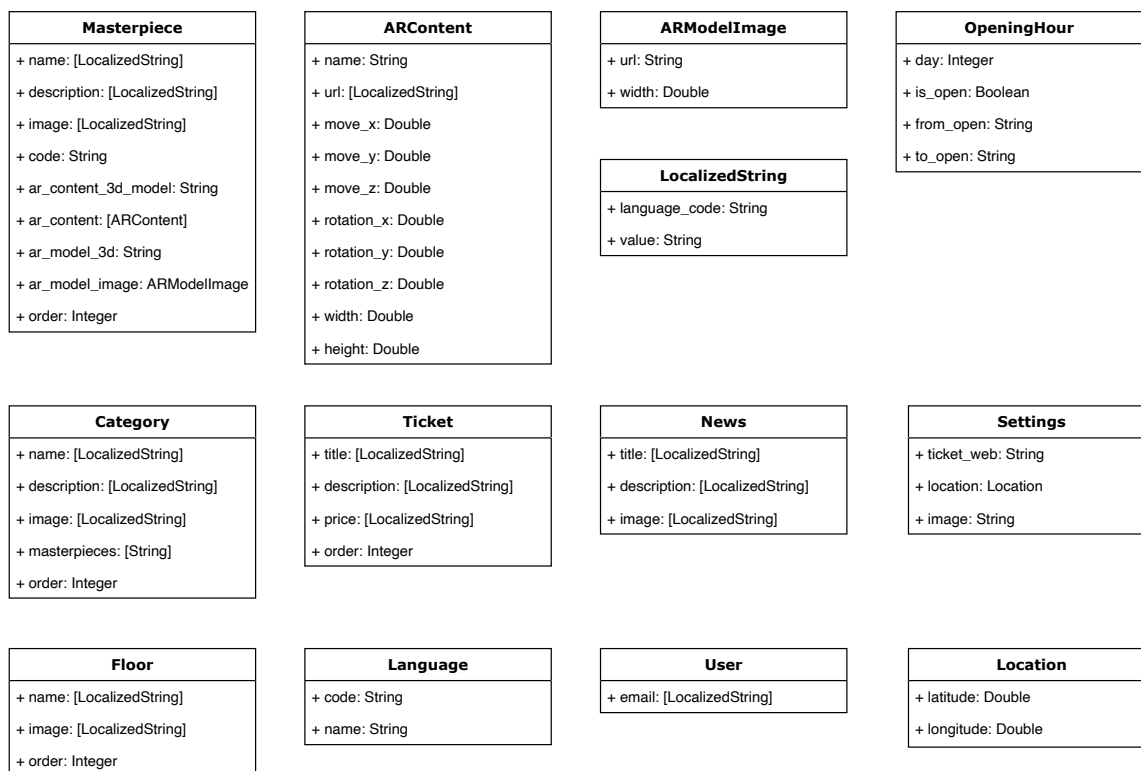 Masterpiece
+ name: [LocalizedString]
+ description: [LocalizedString]
+ image: [LocalizedString]
+ code: String
+ ar_content_3d_model: String
+ ar_content: [ARContent]
+ ar_model_3d: String
+ ar_model_image: ARModelImage
+ order: Integer
ARContent
+ name: String
+ url: [LocalizedString]
+ move_x: Double
+ move_y: Double
+ move_z: Double
+ rotation_x: Double
+ rotation_y: Double
+ rotation_z: Double
+ width: Double
+ height: Double
ARModelImage
+ url: String
+ width: Double
LocalizedString
+ language_code: String
+ value: String
OpeningHour
+ day: Integer
+ is_open: Boolean
+ from_open: String
+ to_open: String
Category
+ name: [LocalizedString]
+ description: [LocalizedString]
+ image: [LocalizedString]
+ masterpieces: [String]
+ order: Integer
Ticket
+ title: [LocalizedString]
+ description: [LocalizedString]
+ price: [LocalizedString]
+ order: Integer
News
+ title: [LocalizedString]
+ description: [LocalizedString]
+ image: [LocalizedString]
Settings
+ ticket_web: String
+ location: Location
+ image: String
Floor
+ name: [LocalizedString]
+ image: [LocalizedString]
+ order: Integer
Language
+ code: String
+ name: String
User
+ email: [LocalizedString]
Location
+ latitude: Double
+ longitude: Double